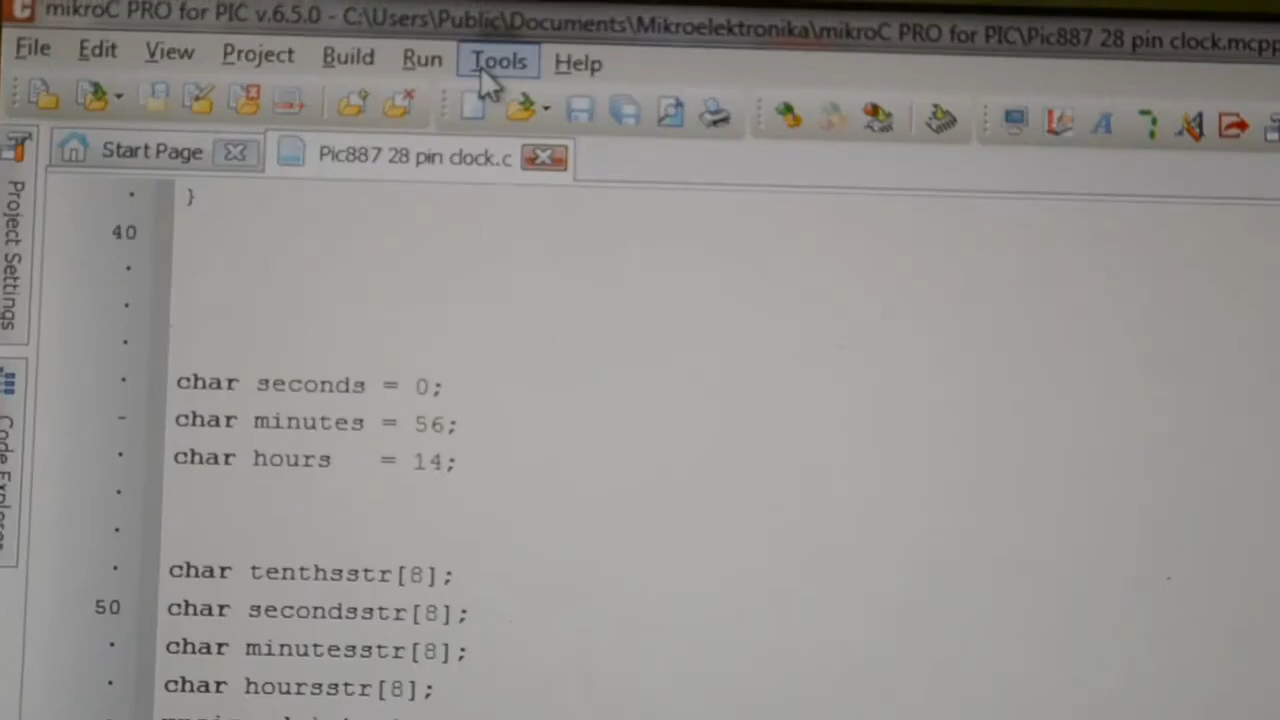 mikroC PRO for PIC v.6.5.0 - C:\Users\Public\Documents\Mikroelektronika\mikroC PRO for PIC\Pic887 28 pin clock.mcpp
File Edit View Project Build Run Tools Help
Start Page Pic887 28 pin clock.c
Project Settings
Code Explorer
}
40
char seconds = 0;
char minutes = 56;
char hours = 14;
char tenthsstr[8];
50 char secondsstr[8];
char minutesstr[8];
char hoursstr[8];